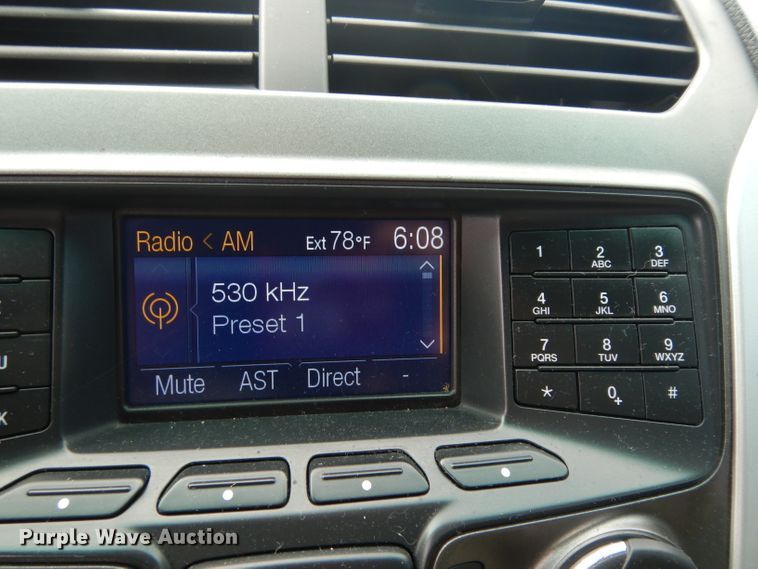 Radio < AM Ext 78°F 6:08
530 kHz
Preset 1
Mute AST Direct -
1 2 ABC 3 DEF
4 GHI 5 JKL 6 MNO
7 PQRS 8 TUV 9 WXYZ
* 0+ #
U
K
Purple Wave Auction